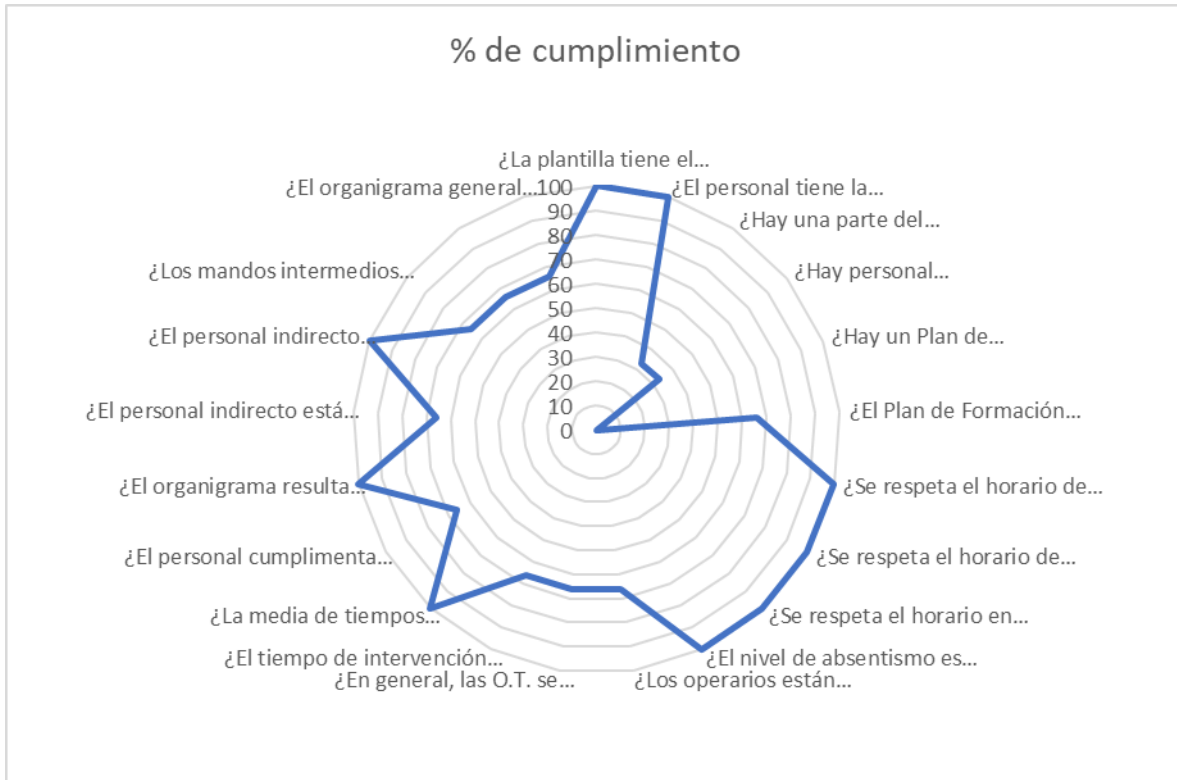 % de cumplimiento
¿La plantilla tiene el...
¿El personal tiene la...
¿Hay una parte del...
¿Hay personal...
¿Hay un Plan de...
¿El Plan de Formación...
¿Se respeta el horario de...
¿Se respeta el horario de...
¿Se respeta el horario en...
¿El nivel de absentismo es...
¿Los operarios están...
¿En general, las O.T. se...
¿El tiempo de intervención...
¿La media de tiempos...
¿El personal cumplimenta...
¿El organigrama resulta...
¿El personal indirecto está...
¿El personal indirecto...
¿Los mandos intermedios...
¿El organigrama general...
100
90
80
70
60
50
40
30
20
10
0